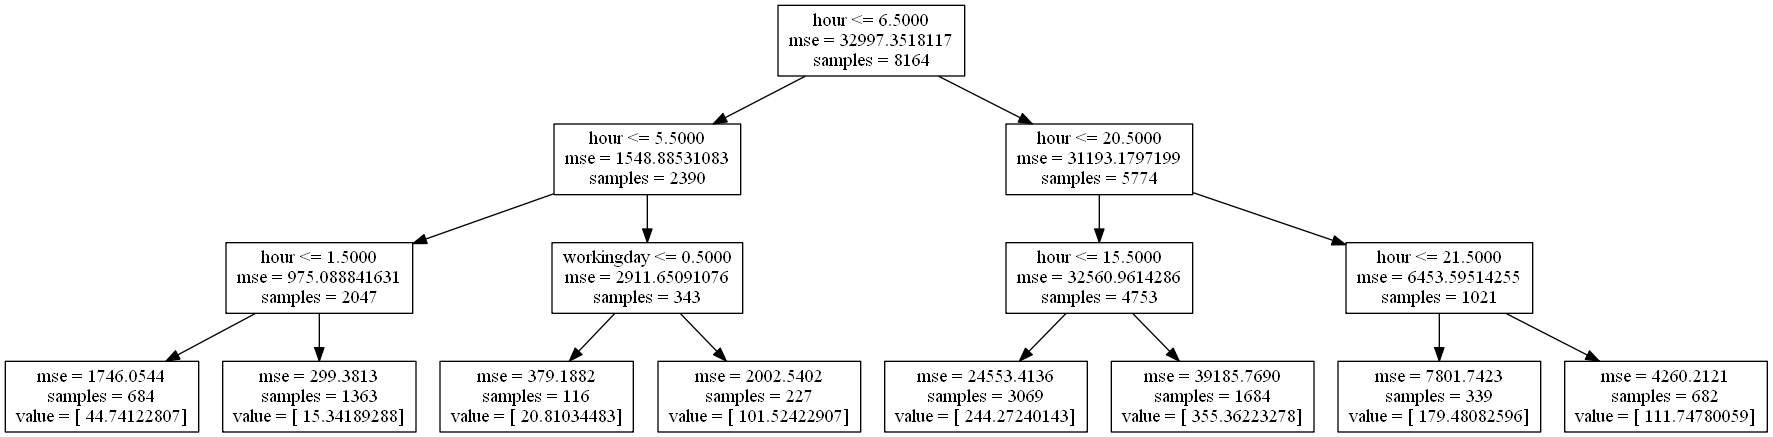 hour <= 6.5000
mse = 32997.3518117
samples = 8164
hour <= 5.5000
mse = 1548.88531083
samples = 2390
hour <= 20.5000
mse = 31193.1797199
samples = 5774
hour <= 1.5000
mse = 975.088841631
samples = 2047
workingday <= 0.5000
mse = 2911.65091076
samples = 343
hour <= 15.5000
mse = 32560.9614286
samples = 4753
hour <= 21.5000
mse = 6453.59514255
samples = 1021
mse = 1746.0544
samples = 684
value = [ 44.74122807]
mse = 299.3813
samples = 1363
value = [ 15.34189288]
mse = 379.1882
samples = 116
value = [ 20.81034483]
mse = 2002.5402
samples = 227
value = [ 101.52422907]
mse = 24553.4136
samples = 3069
value = [ 244.27240143]
mse = 39185.7690
samples = 1684
value = [ 355.36223278]
mse = 7801.7423
samples = 339
value = [ 179.48082596]
mse = 4260.2121
samples = 682
value = [ 111.74780059]